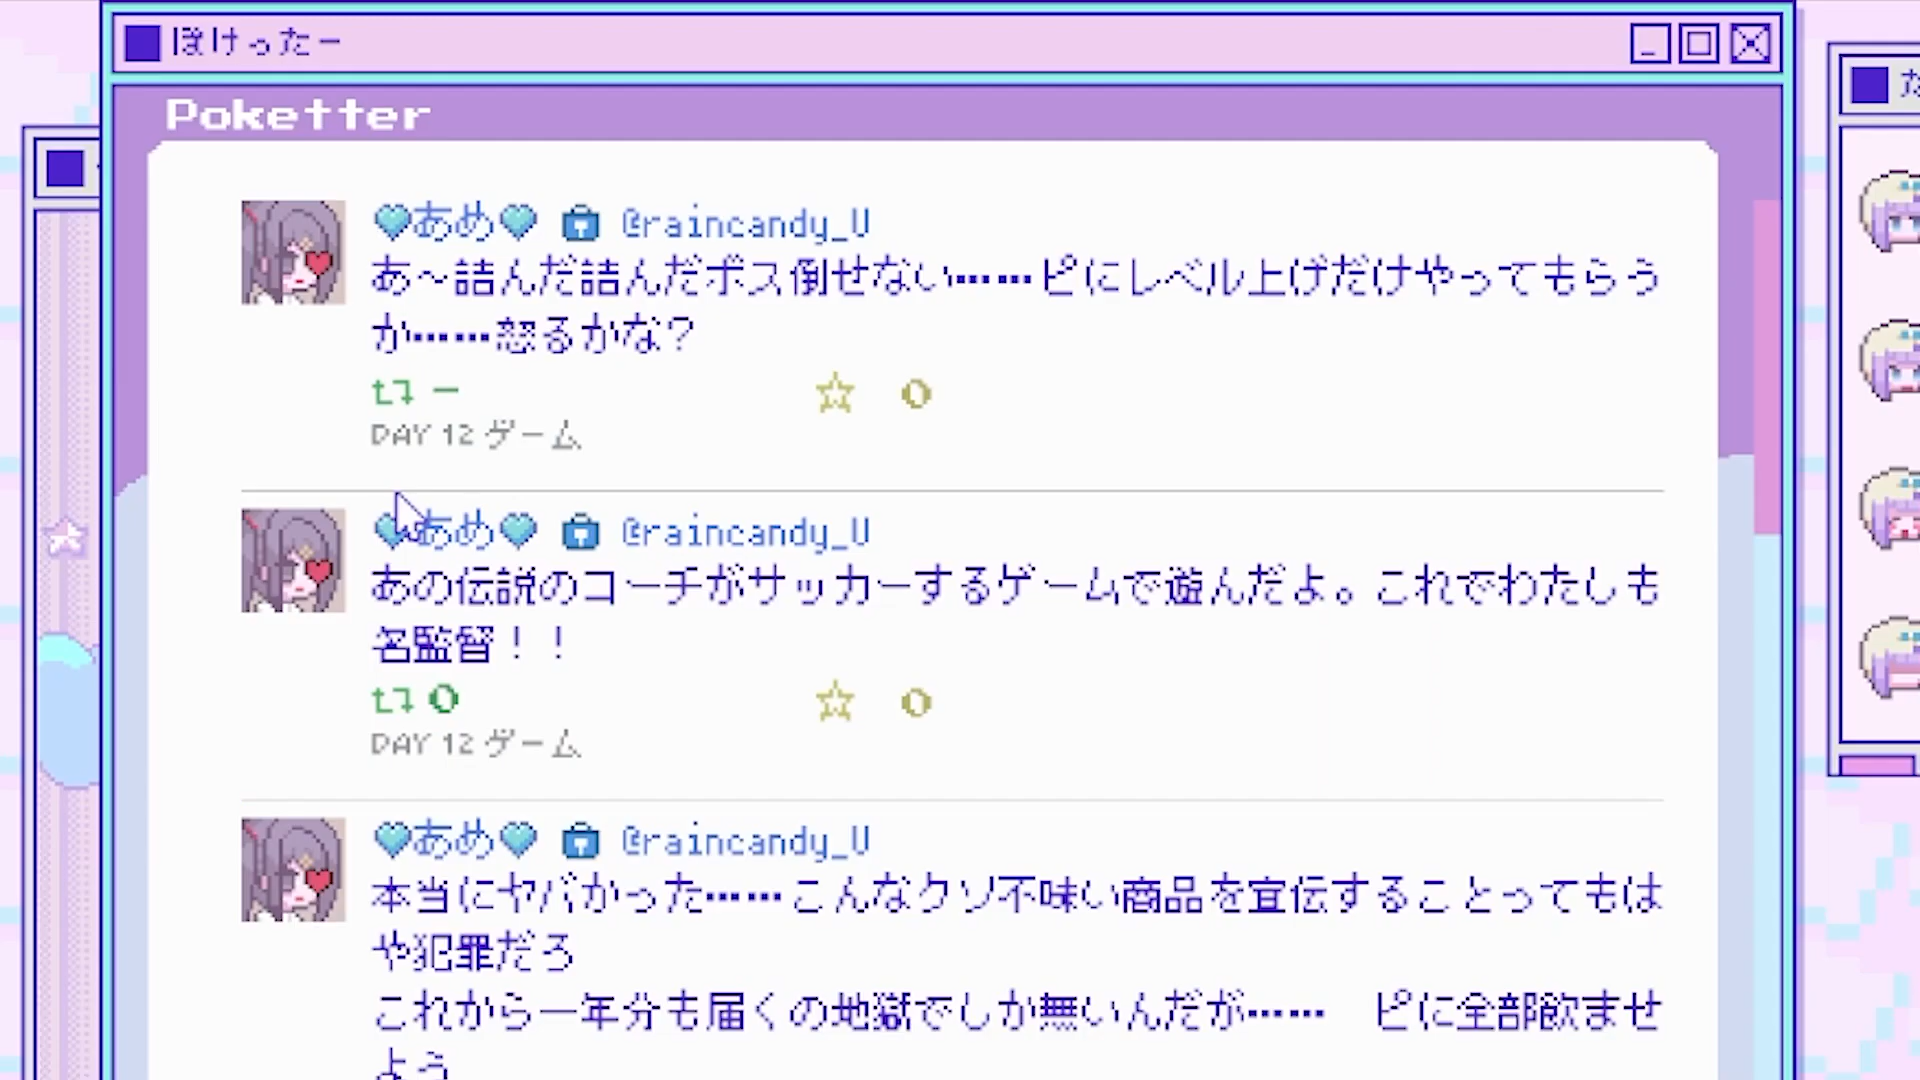 ぽけったー
Poketter
あめ @raincandy_U
あ～詰んだ詰んだボス倒せない……ピにレベル上げだけやってもらう
か……怒るかな？
ー ☆ 0
DAY 12 ゲーム
あめ @raincandy_U
あの伝説のコーチがサッカーするゲームで遊んだよ。これでわたしも
名監督！！
0 ☆ 0
DAY 12 ゲーム
あめ @raincandy_U
本当にヤバかった……こんなクソ不味い商品を宣伝することってもは
や犯罪だろ
これから一年分も届くの地獄でしか無いんだが……　ピに全部飲ませ
よう